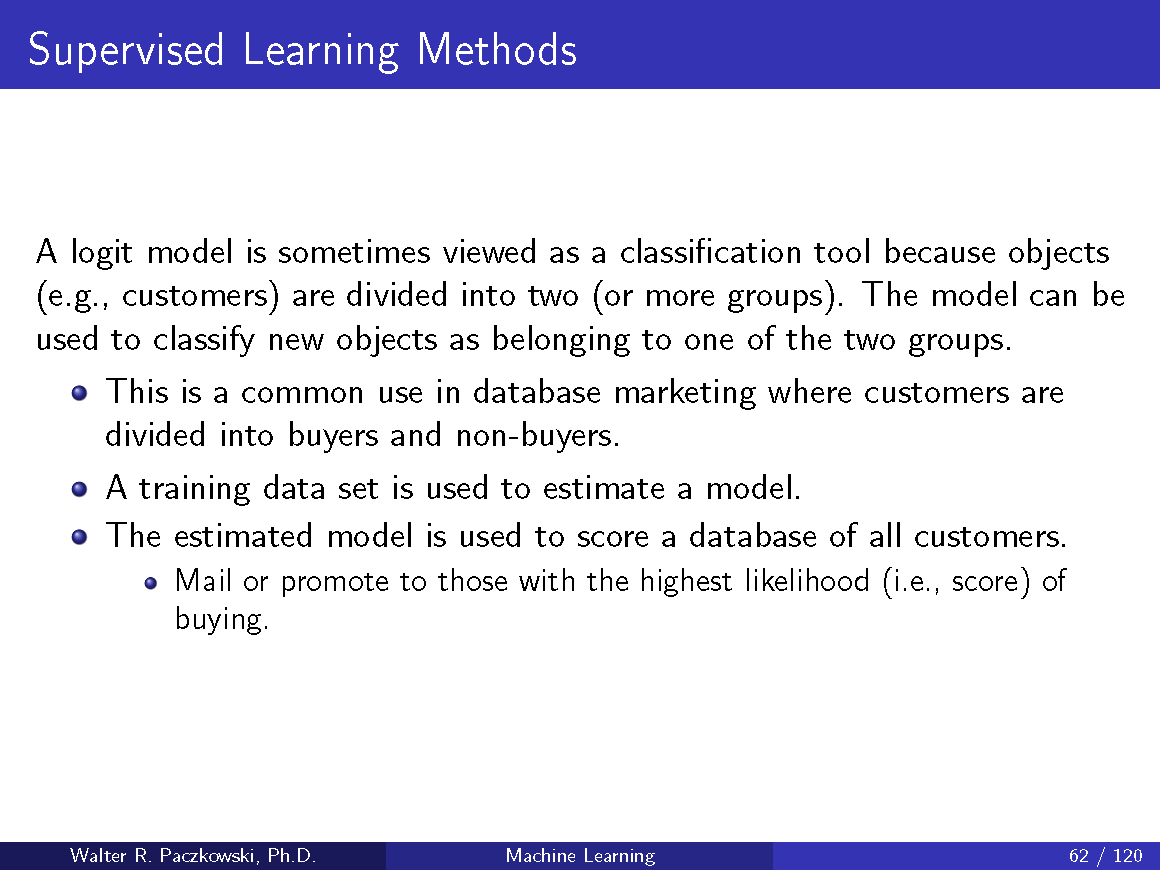 Supervised Learning Methods
A logit model is sometimes viewed as a classification tool because objects
(e.g., customers) are divided into two (or more groups). The model can be
used to classify new objects as belonging to one of the two groups.
This is a common use in database marketing where customers are
divided into buyers and non-buyers.
A training data set is used to estimate a model.
The estimated model is used to score a database of all customers.
Mail or promote to those with the highest likelihood (i.e., score) of
buying.
Walter R. Paczkowski, Ph.D. Machine Learning 62 / 120